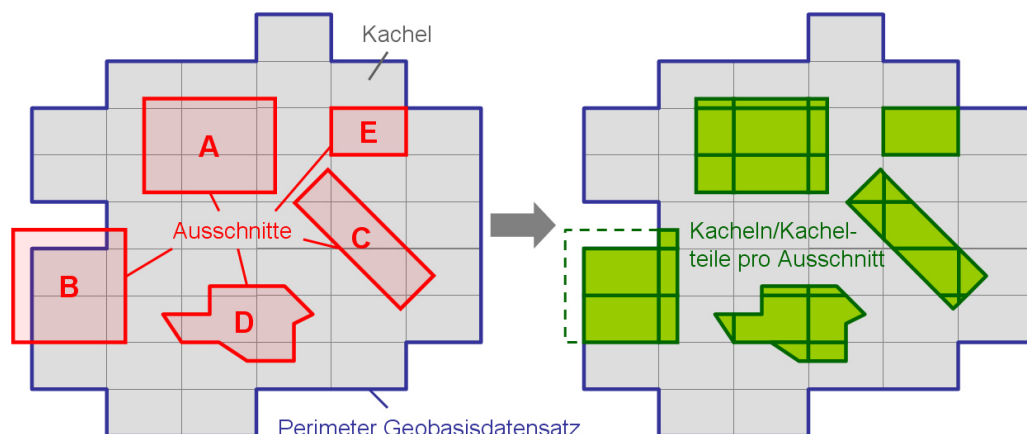 Kachel
A
E
Ausschnitte
C
B
D
Kacheln/Kachel-
teile pro Ausschnitt
Perimeter Geobasisdatensatz